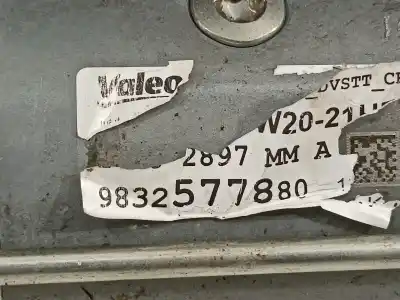 Valeo
DVSTT_C
W20-21
2897 MM A
9832577880